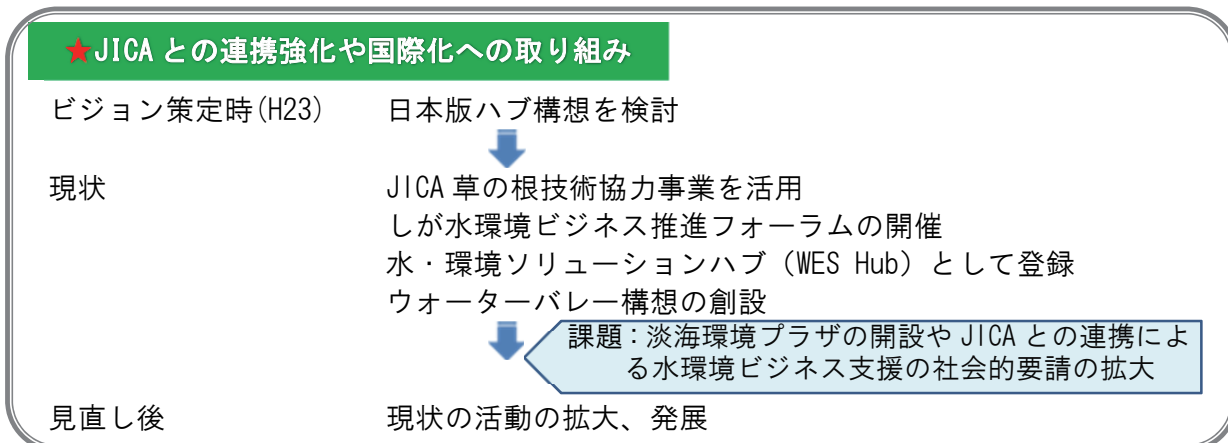 ★JICAとの連携強化や国際化への取り組み
ビジョン策定時(H23) 日本版ハブ構想を検討
現状 JICA草の根技術協力事業を活用
しが水環境ビジネス推進フォーラムの開催
水・環境ソリューションハブ（WES Hub）として登録
ウォーターバレー構想の創設
課題：淡海環境プラザの開設やJICAとの連携によ
る水環境ビジネス支援の社会的要請の拡大
見直し後 現状の活動の拡大、発展